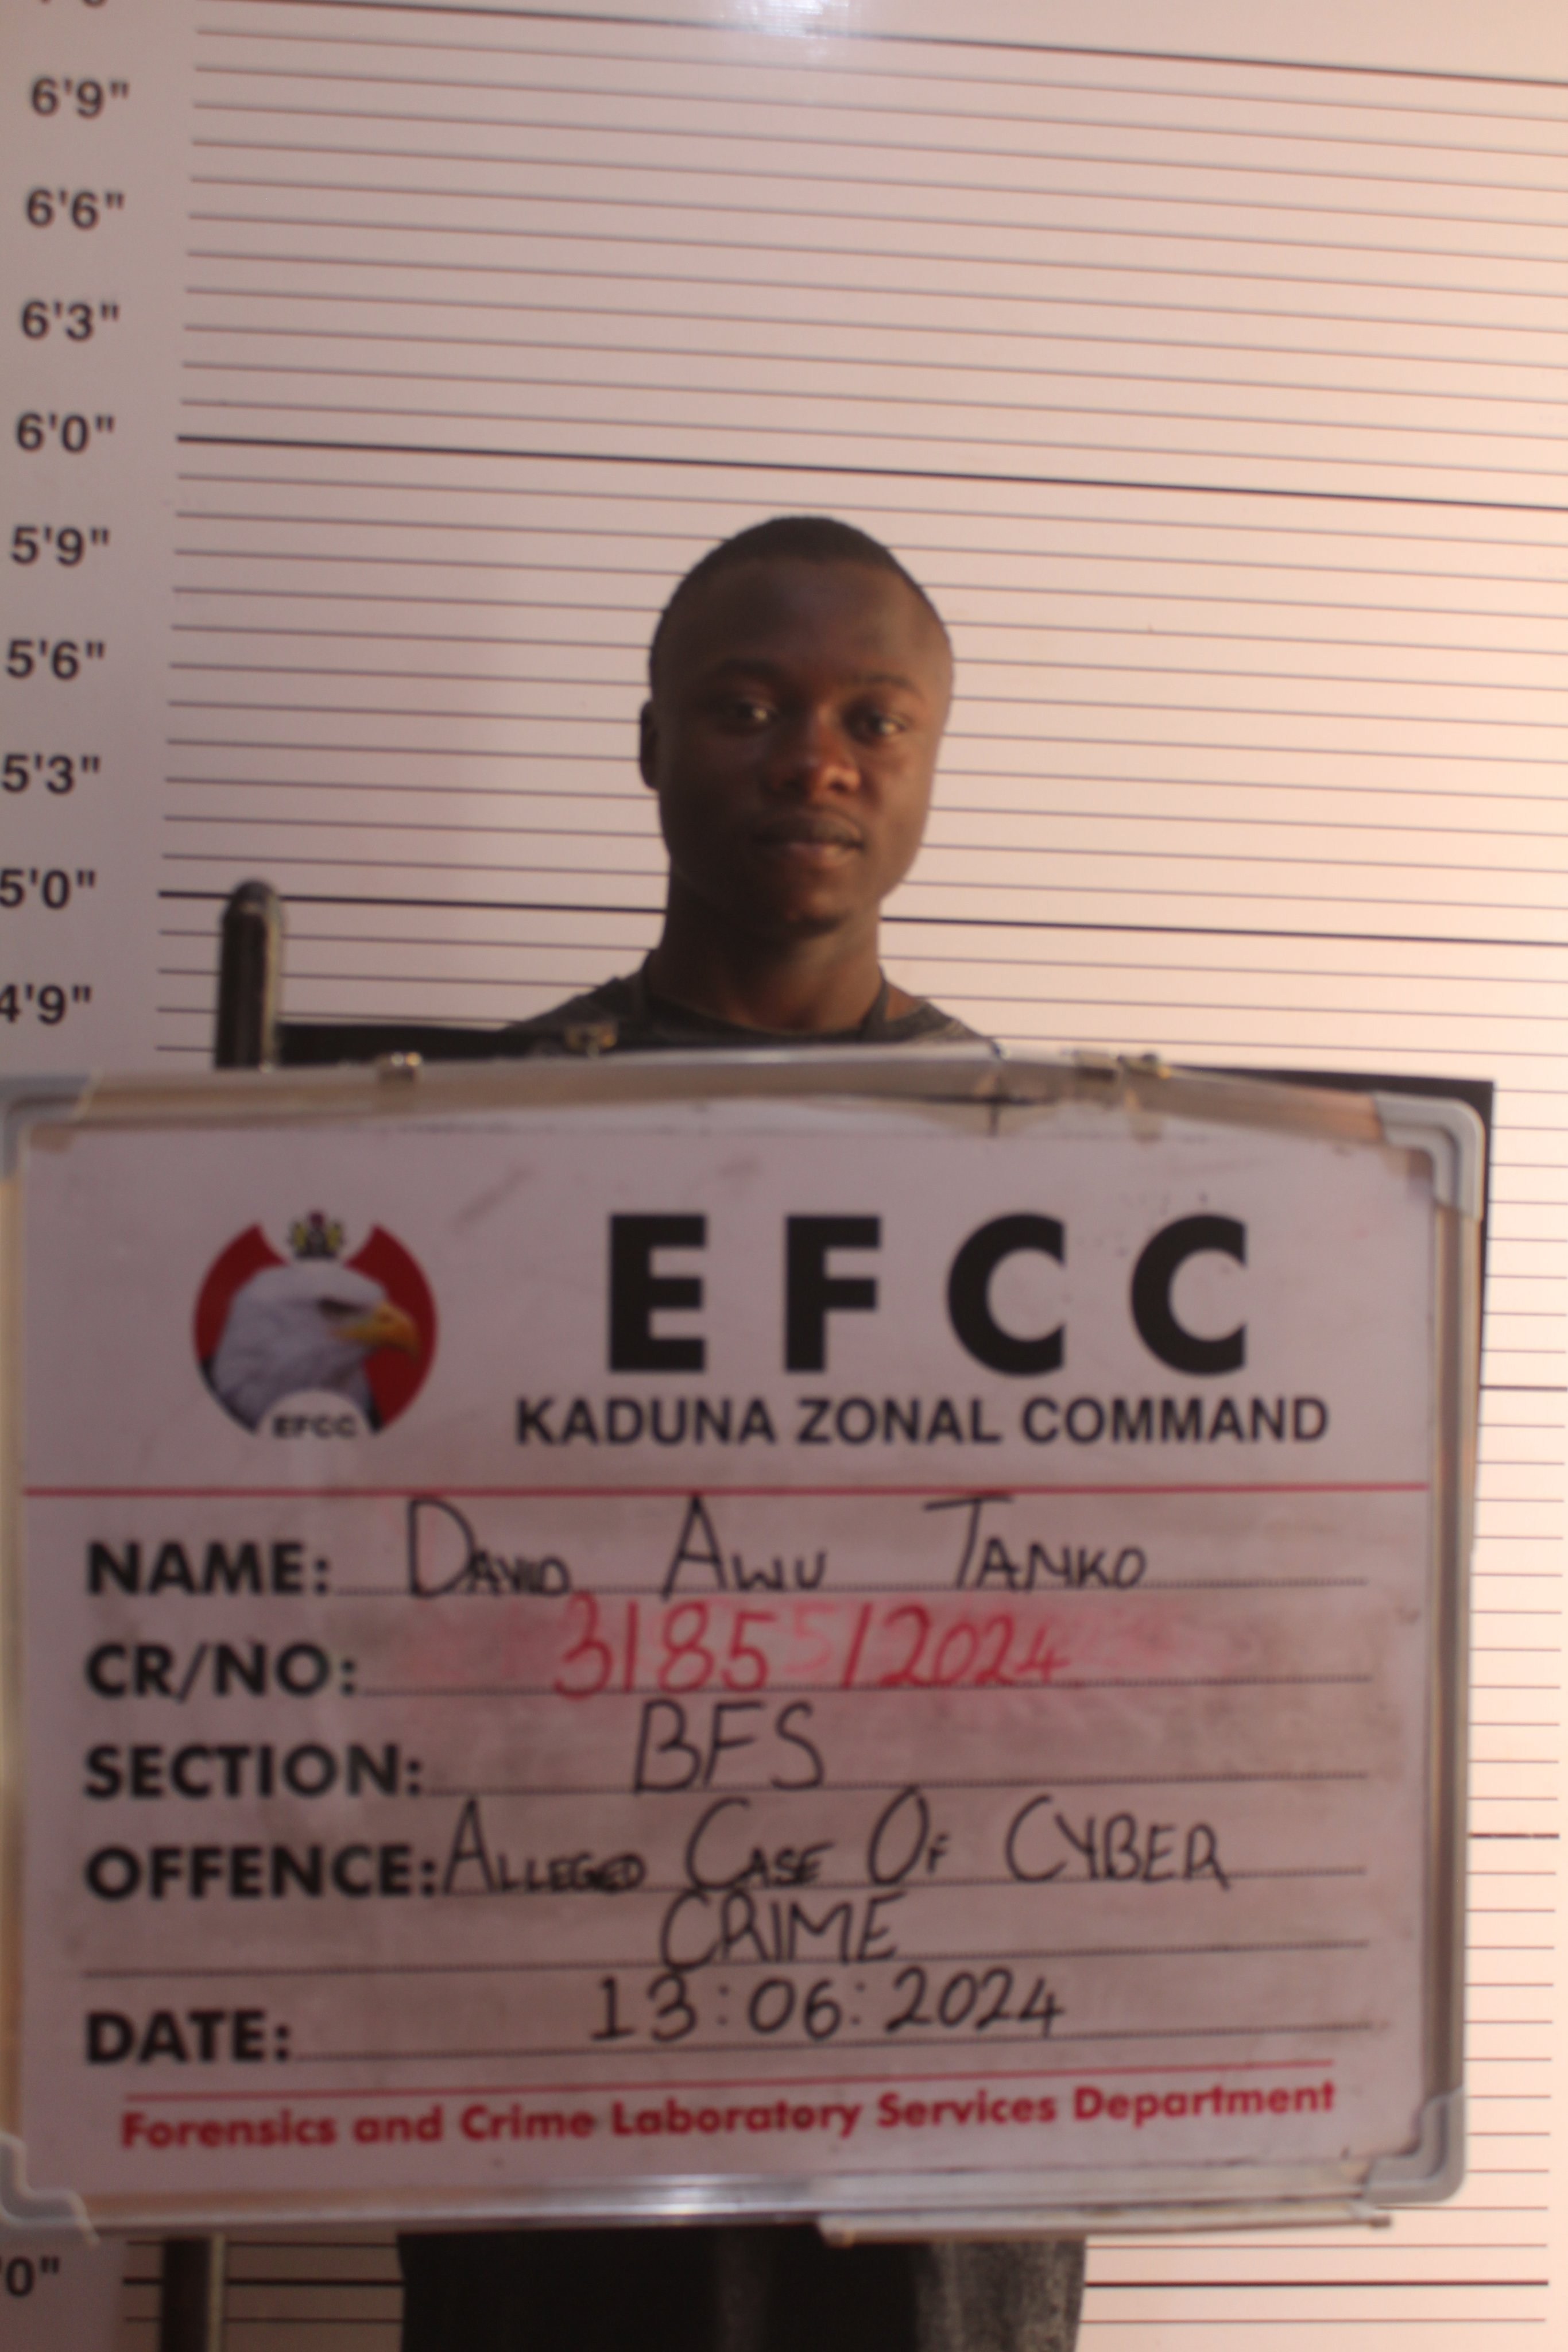 6'9"
6'6"
6'3"
6'0"
5'9"
5'6"
5'3"
5'0"
4'9"
EFCC
EFCC
KADUNA ZONAL COMMAND
NAME: DAVID AWU TANKO
CR/NO: 3185/2024
SECTION: BFS
OFFENCE: ALLEGED CASE OF CYBER
CRIME
DATE: 13:06:2024
Forensics and Crime Laboratory Services Department